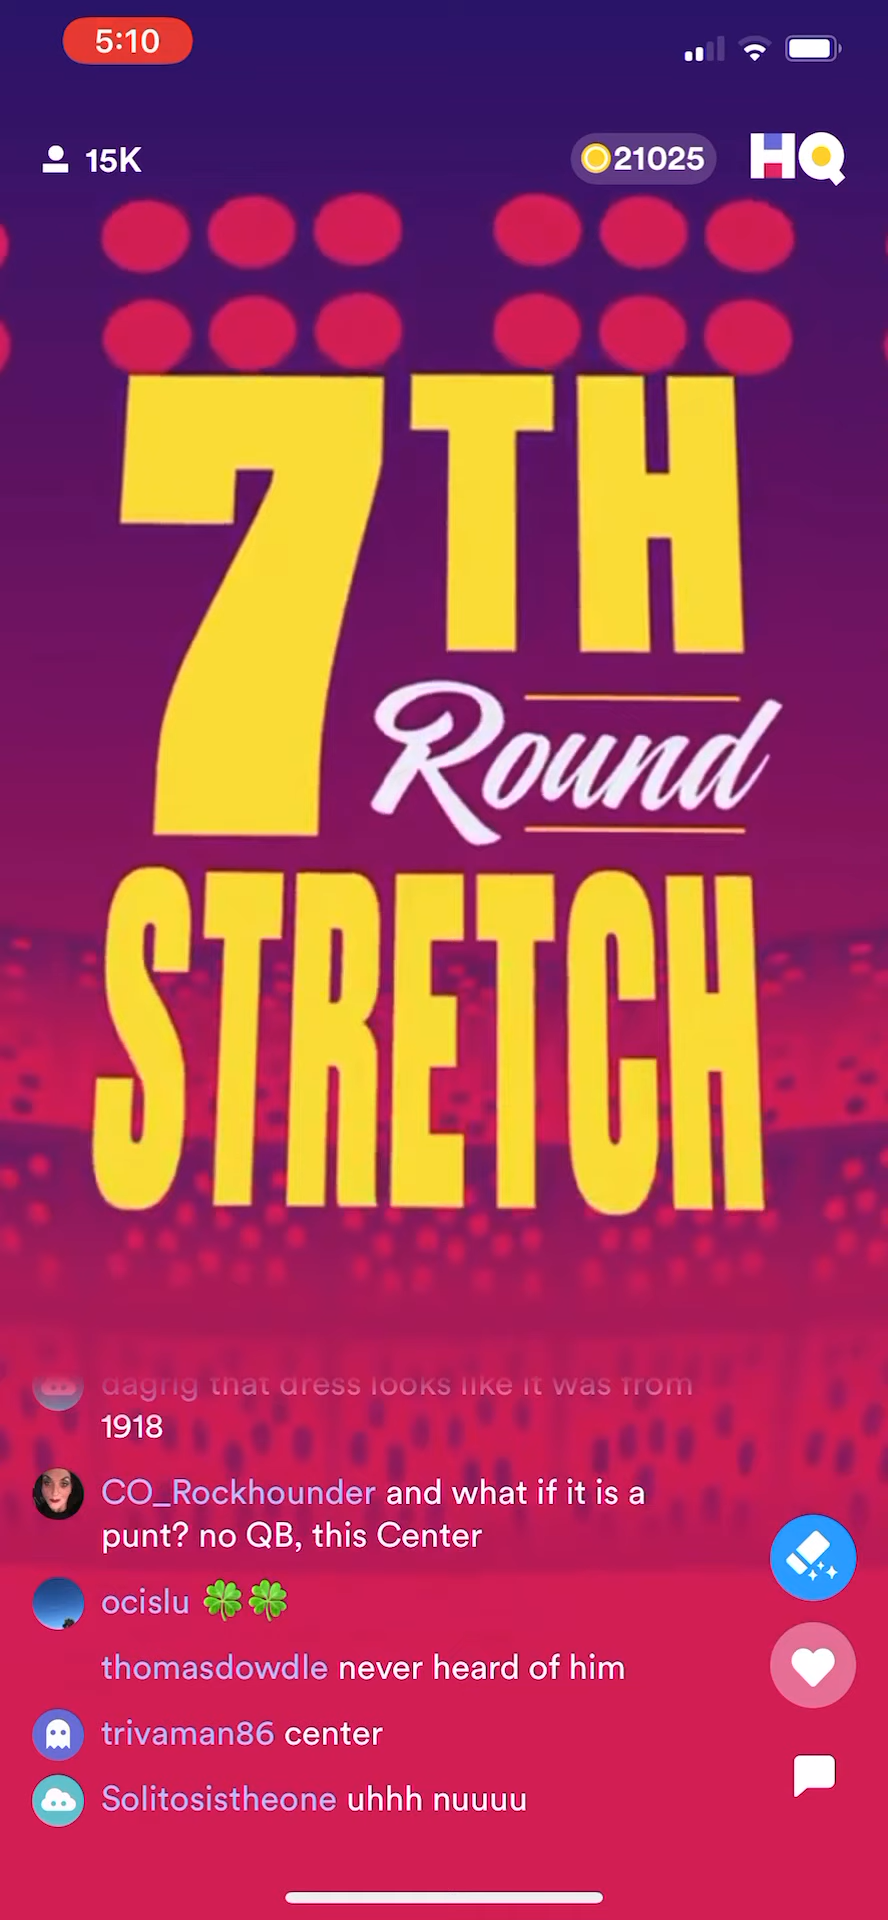 5:10
15K
21025
HQ
7TH
Round
STRETCH
dagrig that dress looks like it was from
1918
CO_Rockhounder and what if it is a
punt? no QB, this Center
ocislu 🍀🍀
thomasdowdle never heard of him
trivaman86 center
Solitosistheone uhhh nuuuu